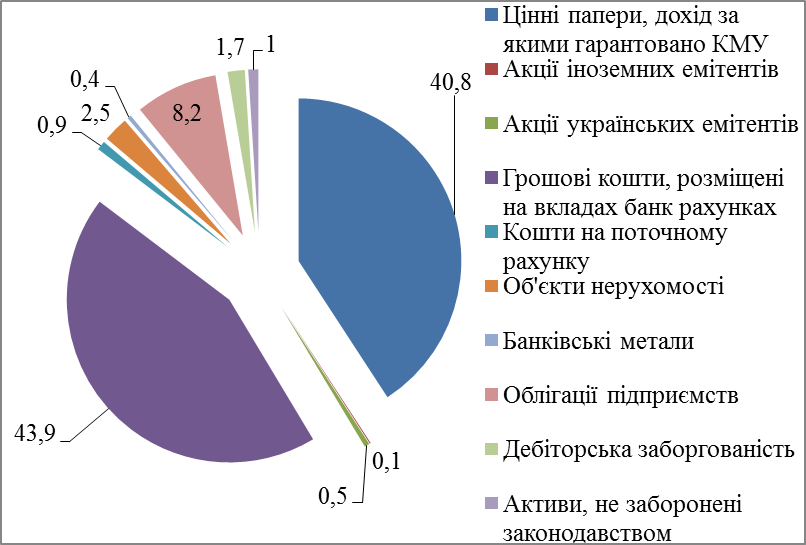 1,7
1
0,4
2,5
0,9
8,2
40,8
43,9
0,1
0,5
Цінні папери, дохід за
якими гарантовано КМУ
Акції іноземних емітентів
Акції українських емітентів
Грошові кошти, розміщені
на вкладах банк рахунках
Кошти на поточному
рахунку
Об'єкти нерухомості
Банківські метали
Облігації підприємств
Дебіторська заборгованість
Активи, не заборонені
законодавством